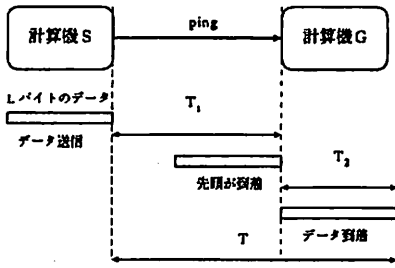 計算機S
ping
計算機G
Lバイトのデータ
T₁
データ送信
T₂
先頭が到着
データ到着
T